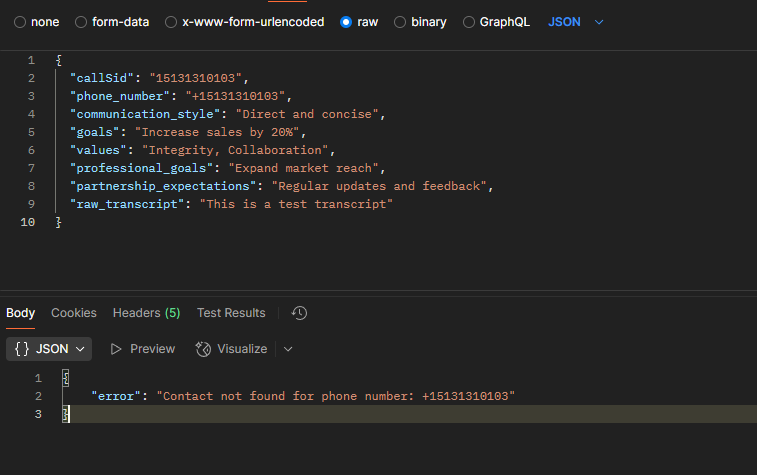 none form-data x-www-form-urlencoded raw binary GraphQL JSON
1 {
2 "callSid": "15131310103",
3 "phone_number": "+15131310103",
4 "communication_style": "Direct and concise",
5 "goals": "Increase sales by 20%",
6 "values": "Integrity, Collaboration",
7 "professional_goals": "Expand market reach",
8 "partnership_expectations": "Regular updates and feedback",
9 "raw_transcript": "This is a test transcript"
10 }
Body Cookies Headers (5) Test Results
{} JSON Preview Visualize
1 {
2 "error": "Contact not found for phone number: +15131310103"
3 }